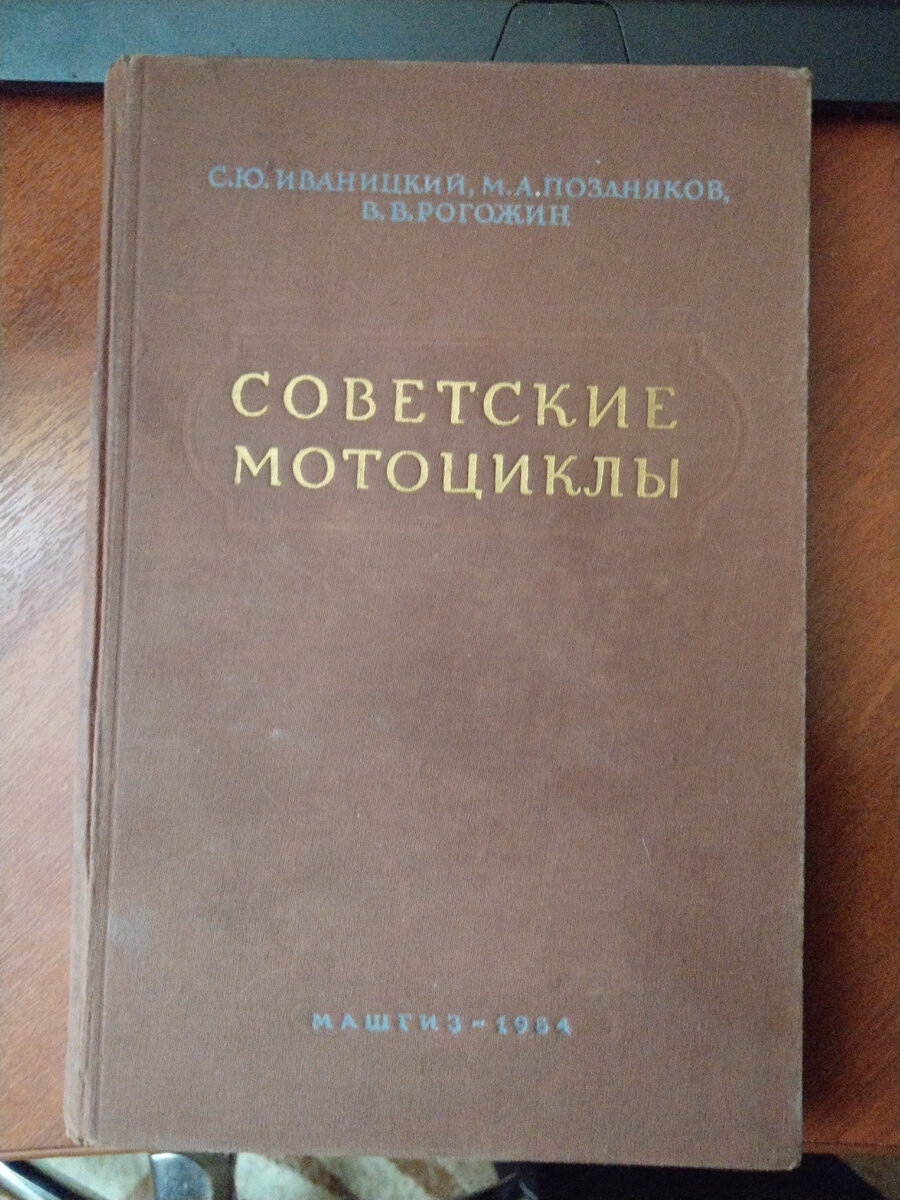 С.Ю. ИВАНИЦКИЙ, М.А. ПОЗДНЯКОВ,
В.В. РОГОЖИН
СОВЕТСКИЕ
МОТОЦИКЛЫ
МАШГИЗ - 1954